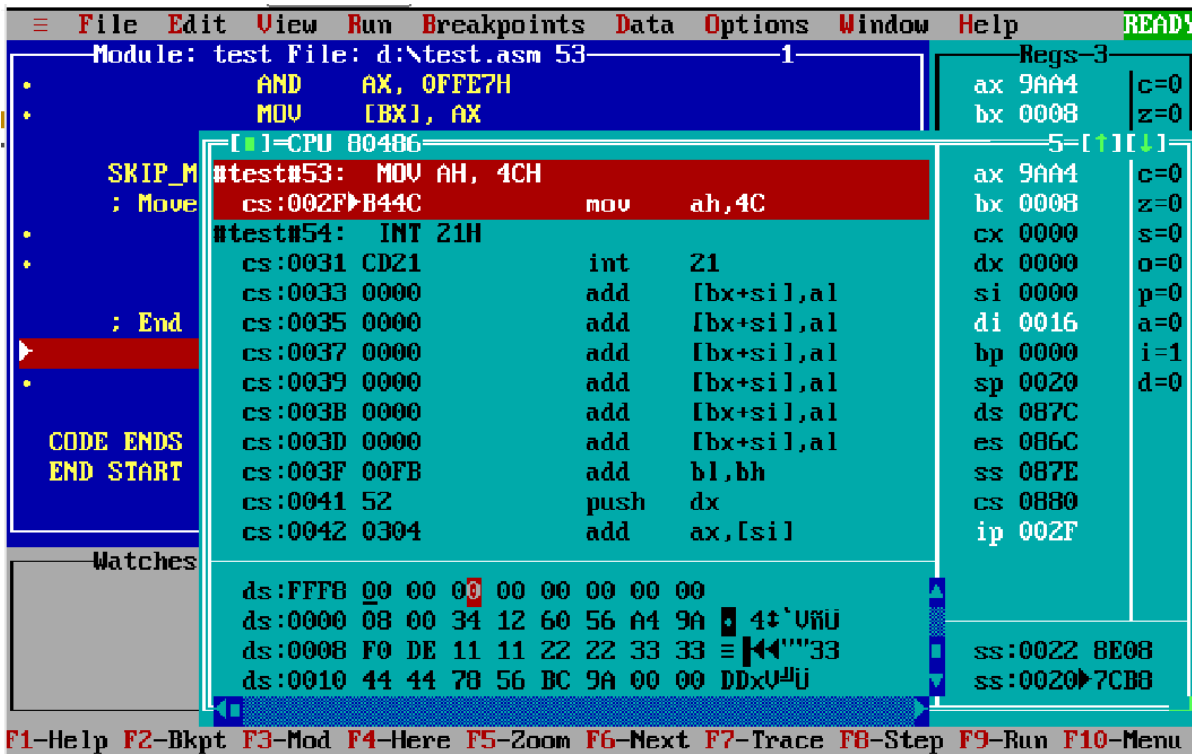 ≡ File Edit View Run Breakpoints Data Options Window Help READY
Module: test File: d:\test.asm 53 1
AND AX, 0FFE7H
MOV [BX], AX
SKIP_M
; Move
; End
CODE ENDS
END START
Regs-3
ax 9AA4 c=0
bx 0008 z=0
[■]=CPU 80486 5=[↑][↓]
#test#53: MOV AH, 4CH
cs:002F►B44C mov ah,4C
#test#54: INT 21H
cs:0031 CD21 int 21
cs:0033 0000 add [bx+si],al
cs:0035 0000 add [bx+si],al
cs:0037 0000 add [bx+si],al
cs:0039 0000 add [bx+si],al
cs:003B 0000 add [bx+si],al
cs:003D 0000 add [bx+si],al
cs:003F 00FB add bl,bh
cs:0041 52 push dx
cs:0042 0304 add ax,[si]
ax 9AA4 c=0
bx 0008 z=0
cx 0000 s=0
dx 0000 o=0
si 0000 p=0
di 0016 a=0
bp 0000 i=1
sp 0020 d=0
ds 087C
es 086C
ss 087E
cs 0880
ip 002F
Watches
ds:FFF8 00 00 00 00 00 00 00 00
ds:0000 08 00 34 12 60 56 A4 9A ◘ 4↕`VñÜ
ds:0008 F0 DE 11 11 22 22 33 33 ≡▐◄◄""33
ds:0010 44 44 78 56 BC 9A 00 00 DDxV╝Ü
ss:0022 8E08
ss:0020►7CB8
F1-Help F2-Bkpt F3-Mod F4-Here F5-Zoom F6-Next F7-Trace F8-Step F9-Run F10-Menu